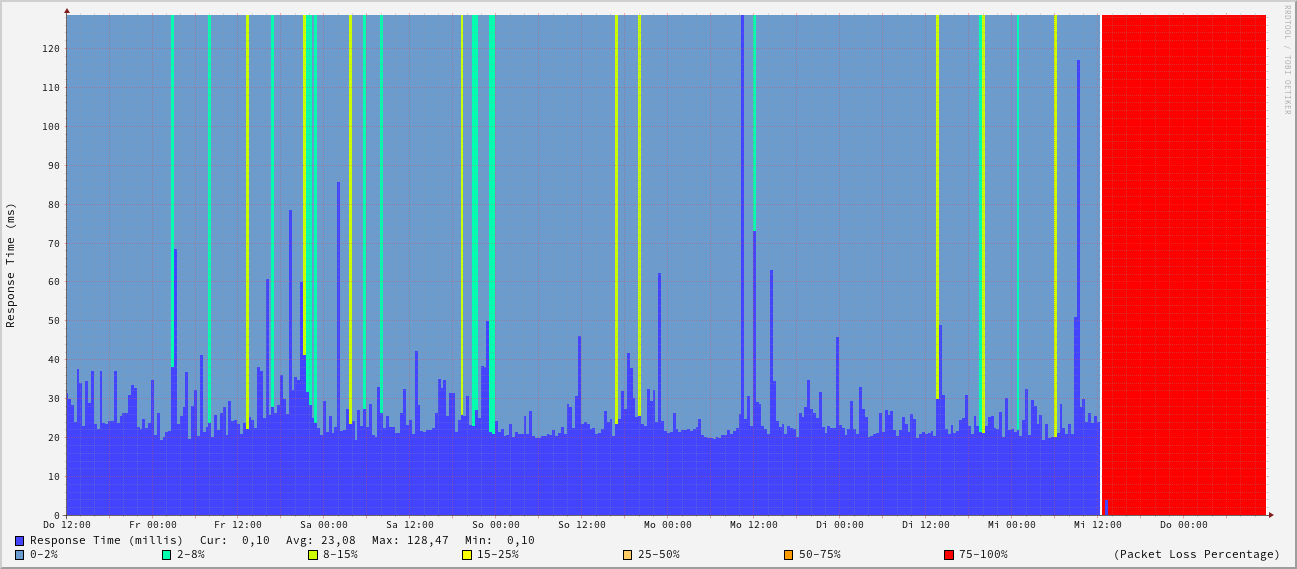 RRDTOOL / TOBI OETIKER
Response Time (ms)
120
110
100
90
80
70
60
50
40
30
20
10
0
Do 12:00 Fr 00:00 Fr 12:00 Sa 00:00 Sa 12:00 So 00:00 So 12:00 Mo 00:00 Mo 12:00 Di 00:00 Di 12:00 Mi 00:00 Mi 12:00 Do 00:00
Response Time (millis) Cur: 0,10 Avg: 23,08 Max: 128,47 Min: 0,10
0-2% 2-8% 8-15% 15-25% 25-50% 50-75% 75-100% (Packet Loss Percentage)